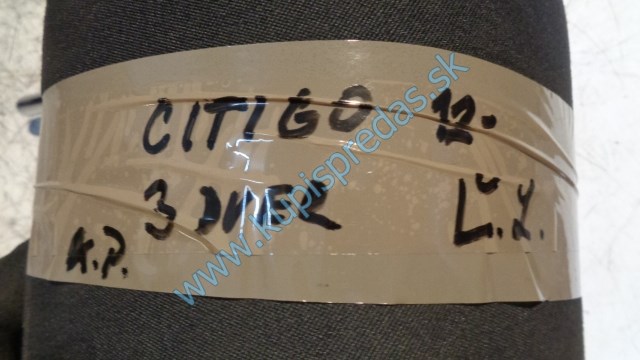 CITIGO 12-
3 DVER Ľ.Z.
A.P.
www.kupispredas.sk